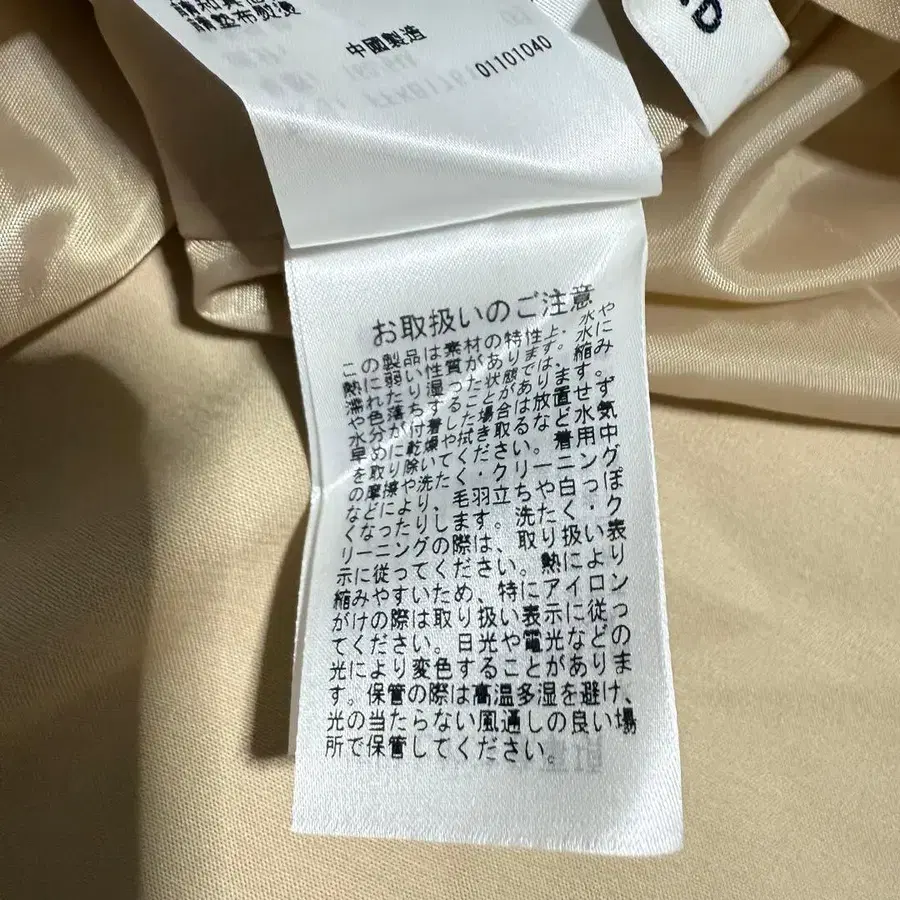 請墊布熨燙
中國製造
01101040
お取扱いのご注意
この製品は素材の特性上、水や
熱に弱い性質があります。水に
濡れたり湿った状態では、縮み
や色落ちすることがあります。
水分が付着した場合は放置せず
早めに乾燥や拭き取るなど水気
を取り除いてください。着用中
の摩擦や洗たく・クリーニング
などにより、毛羽立ちや白っぽ
くなったりします。洗たく・ク
リーニングの際は、取り扱い表
示に従ってください。熱により
縮みやすいため、特にアイロン
がけの際は取り扱い表示に従っ
てください。日光や電光などの
光により変色することがありま
す。保管の際は高温多湿を避け、
光の当たらない風通しの良い場
所で保管してください。